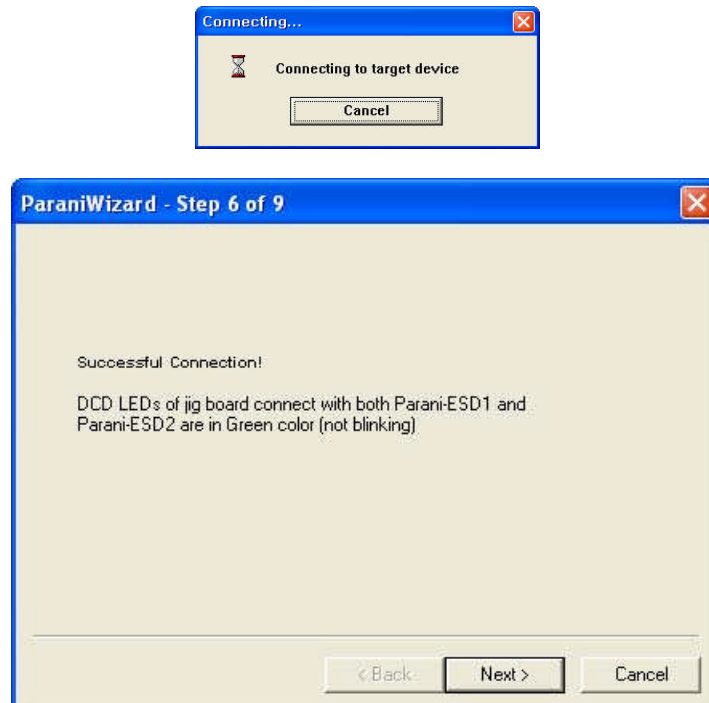 Connecting...
Connecting to target device
Cancel
ParaniWizard - Step 6 of 9
Successful Connection!
DCD LEDs of jig board connect with both Parani-ESD1 and
Parani-ESD2 are in Green color (not blinking)
< Back
Next >
Cancel